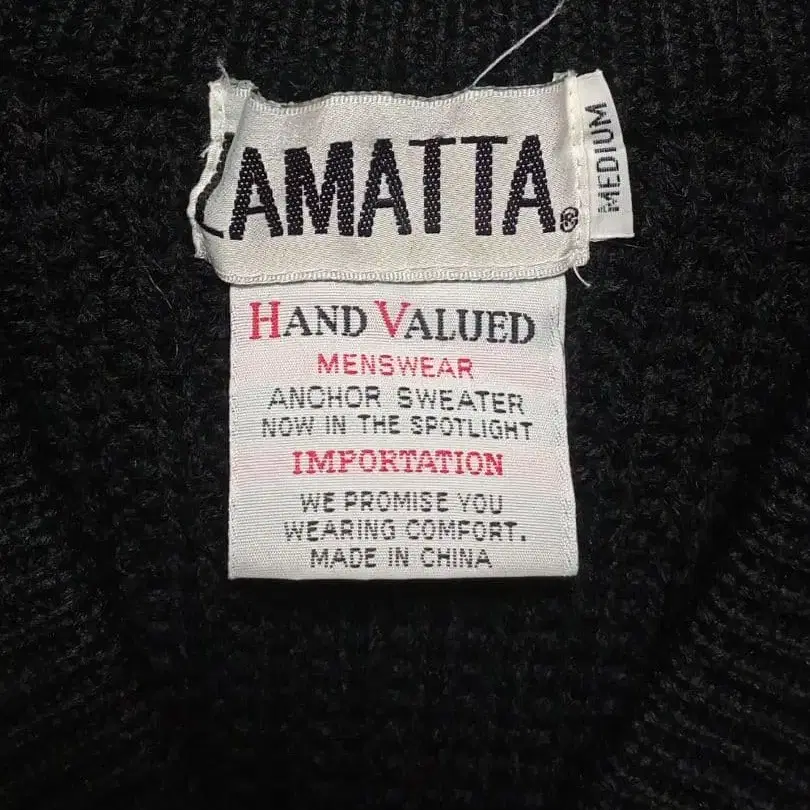 LAMATTA®
MEDIUM
HAND VALUED
MENSWEAR
ANCHOR SWEATER
NOW IN THE SPOTLIGHT
IMPORTATION
WE PROMISE YOU
WEARING COMFORT.
MADE IN CHINA